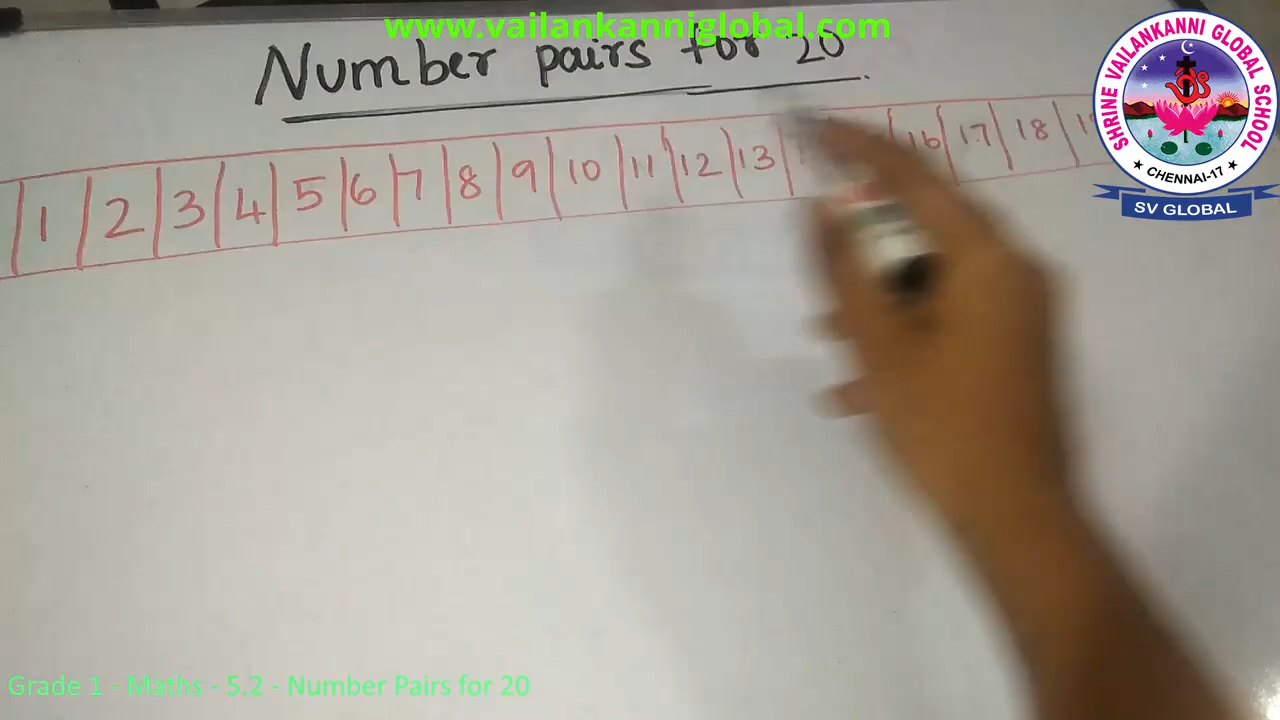 www.vailankanniglobal.com
Number pairs for 20
1 2 3 4 5 6 7 8 9 10 11 12 13 16 17 18
SHRINE VAILANKANNI GLOBAL SCHOOL
CHENNAI-17
SV GLOBAL
Grade 1 - Maths - 5.2 - Number Pairs for 20